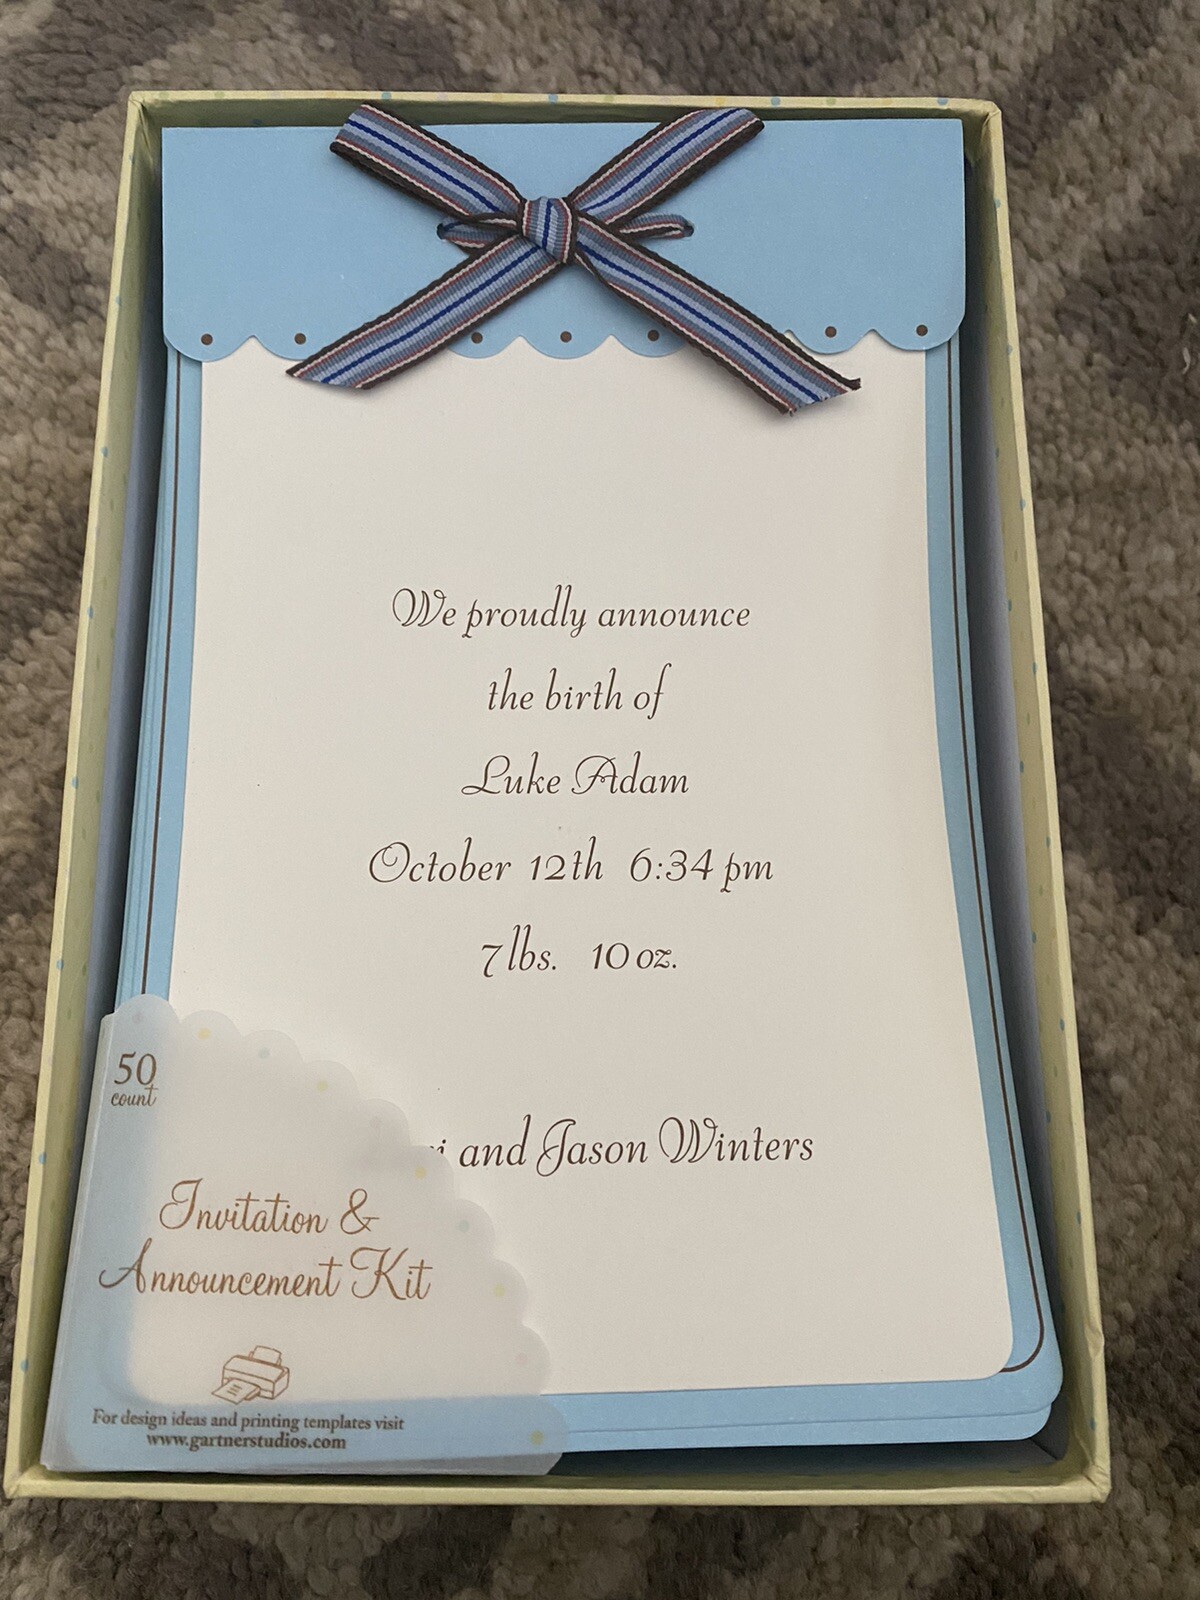 We proudly announce
the birth of
Luke Adam
October 12th 6:34 pm
7 lbs. 10 oz.
and Jason Winters
50
count
Invitation &
Announcement Kit
For design ideas and printing templates visit
www.gartnerstudios.com